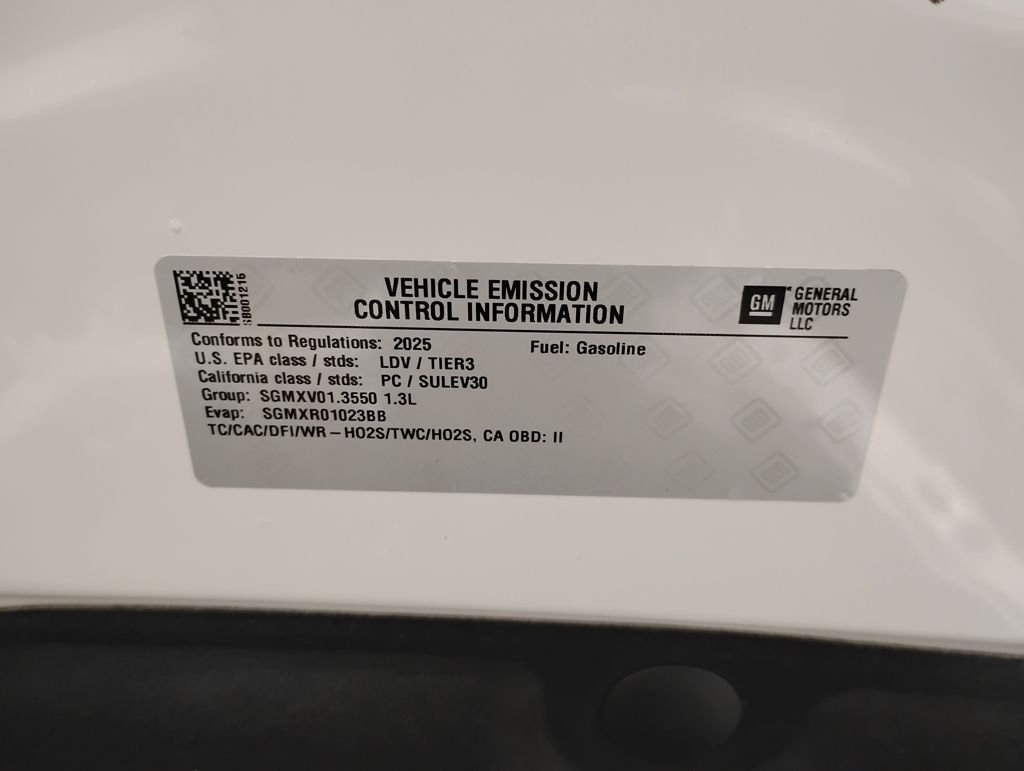 SB001216
VEHICLE EMISSION
CONTROL INFORMATION
GM
GENERAL
MOTORS
LLC
Conforms to Regulations: 2025
Fuel: Gasoline
U.S. EPA class / stds: LDV / TIER3
California class / stds: PC / SULEV30
Group: SGMXV01.3550 1.3L
Evap: SGMXR01023BB
TC/CAC/DFI/WR – HO2S/TWC/HO2S, CA OBD: II